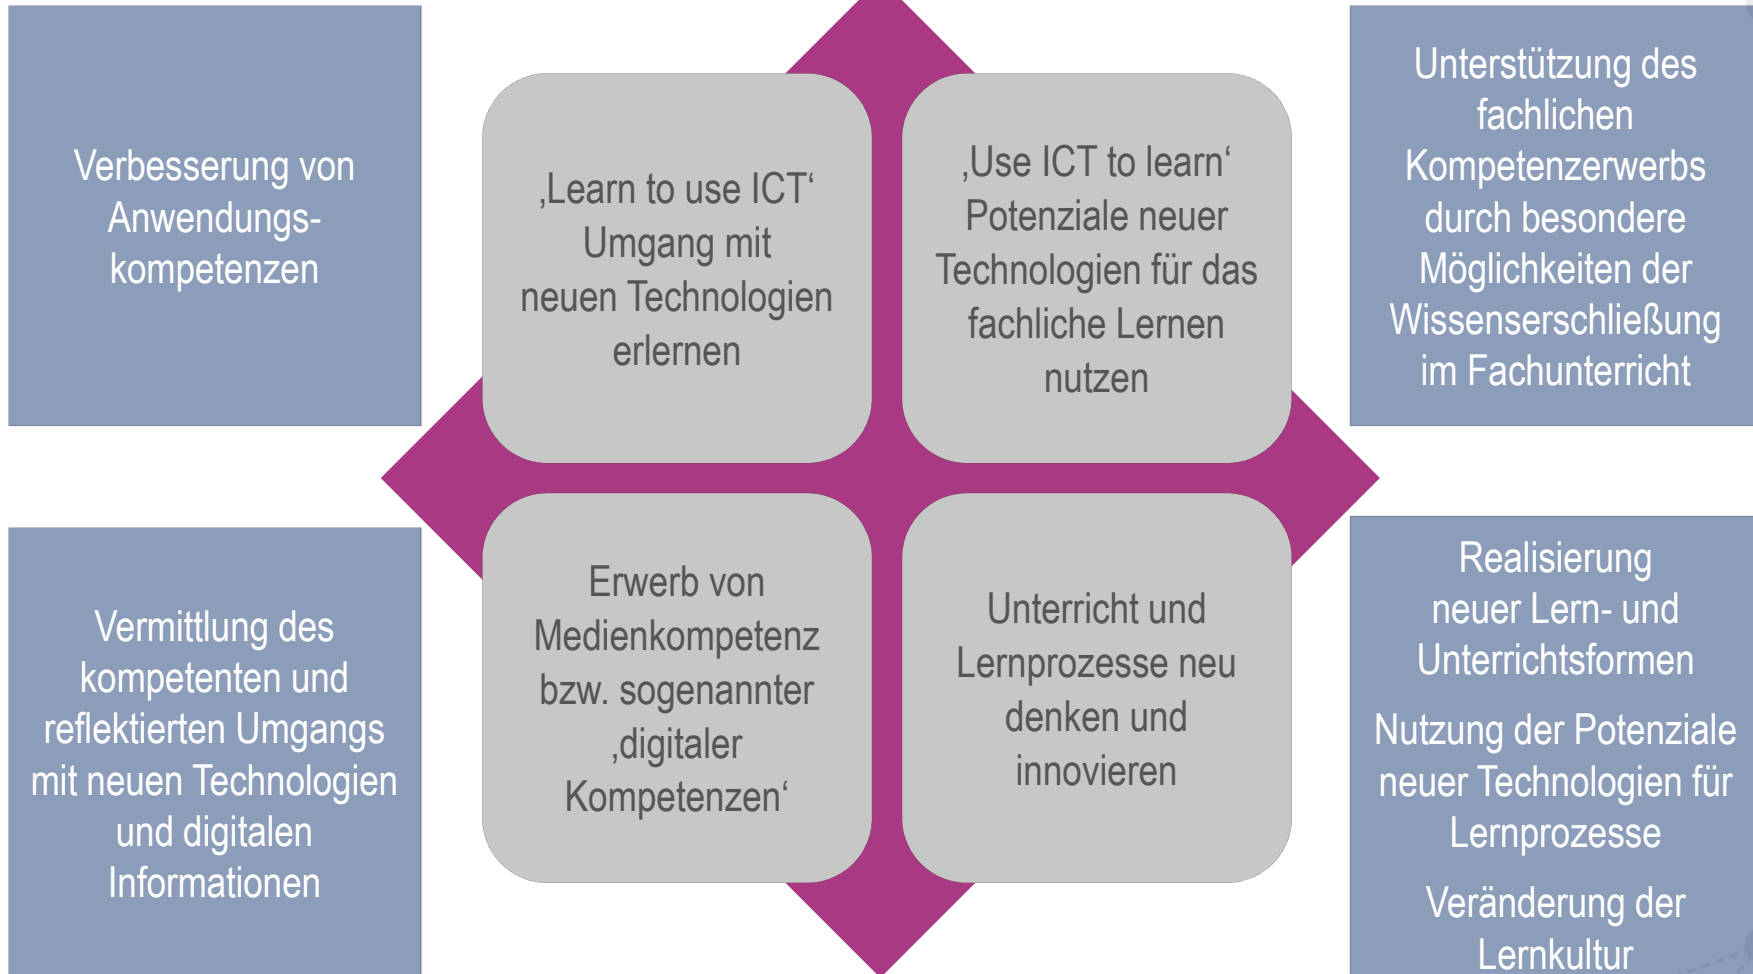 Verbesserung von
Anwendungs-
kompetenzen
‚Learn to use ICT‘
Umgang mit
neuen Technologien
erlernen
‚Use ICT to learn‘
Potenziale neuer
Technologien für das
fachliche Lernen
nutzen
Unterstützung des
fachlichen
Kompetenzerwerbs
durch besondere
Möglichkeiten der
Wissenserschließung
im Fachunterricht
Vermittlung des
kompetenten und
reflektierten Umgangs
mit neuen Technologien
und digitalen
Informationen
Erwerb von
Medienkompetenz
bzw. sogenannter
‚digitaler
Kompetenzen‘
Unterricht und
Lernprozesse neu
denken und
innovieren
Realisierung
neuer Lern- und
Unterrichtsformen
Nutzung der Potenziale
neuer Technologien für
Lernprozesse
Veränderung der
Lernkultur